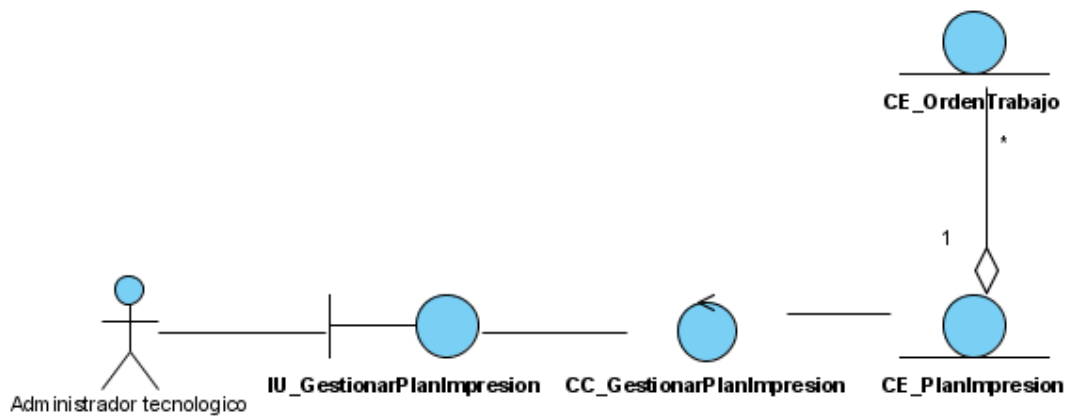 CE_OrdenTrabajo
*
1
Administrador tecnologico
IU_GestionarPlanImpresion
CC_GestionarPlanImpresion
CE_PlanImpresion